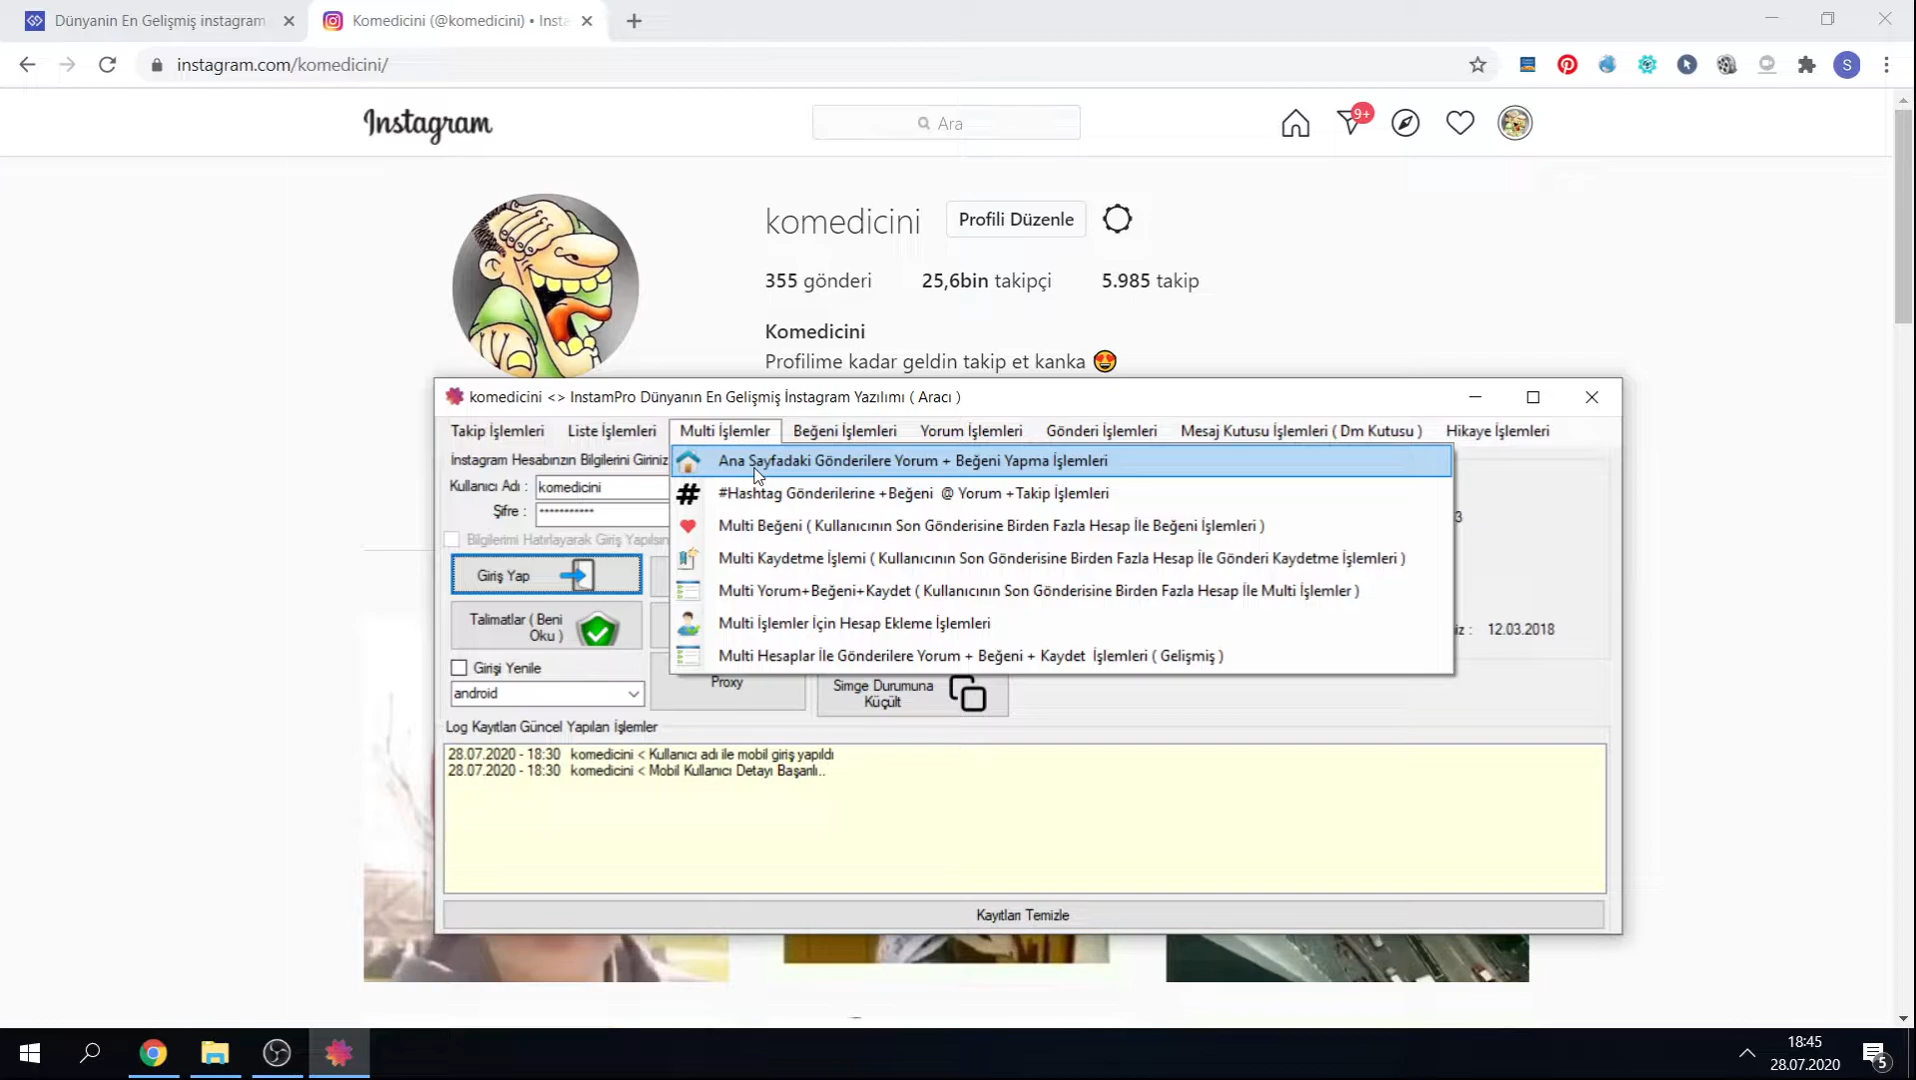 Dünyanin En Gelişmiş instagram
Komedicini (@komedicini) • Insta
instagram.com/komedicini/
S
Instagram
Ara
9+
komedicini
Profili Düzenle
355 gönderi
25,6bin takipçi
5.985 takip
Komedicini
Profilime kadar geldin takip et kanka 😍
komedicini <> InstamPro Dünyanın En Gelişmiş İnstagram Yazılımı ( Aracı )
Takip İşlemleri
Liste İşlemleri
Multi İşlemler
Beğeni İşlemleri
Yorum İşlemleri
Gönderi İşlemleri
Mesaj Kutusu İşlemleri ( Dm Kutusu )
Hikaye İşlemleri
İnstagram Hesabınzın Bilgilerini Giriniz
Kullanıcı Adı :
komedicini
Şifre :
***********
Bilgilerimi Hatırlayarak Giriş Yapılsın
Giriş Yap
Talimatlar ( Beni
Oku )
Girişi Yenile
android
Ana Sayfadaki Gönderilere Yorum + Beğeni Yapma İşlemleri
#Hashtag Gönderilerine +Beğeni @ Yorum +Takip İşlemleri
Multi Beğeni ( Kullanıcının Son Gönderisine Birden Fazla Hesap İle Beğeni İşlemleri )
Multi Kaydetme İşlemi ( Kullanıcının Son Gönderisine Birden Fazla Hesap İle Gönderi Kaydetme İşlemleri )
Multi Yorum+Beğeni+Kaydet ( Kullanıcının Son Gönderisine Birden Fazla Hesap İle Multi İşlemler )
Multi İşlemler İçin Hesap Ekleme İşlemleri
Multi Hesaplar İle Gönderilere Yorum + Beğeni + Kaydet İşlemleri ( Gelişmiş )
3
iz : 12.03.2018
Proxy
Simge Durumuna
Küçült
Log Kayıtları Güncel Yapılan İşlemler
28.07.2020 - 18:30 komedicini < Kullanıcı adı ile mobil giriş yapıldı
28.07.2020 - 18:30 komedicini < Mobil Kullanıcı Detayı Başarılı..
Kayıtları Temizle
18:45
28.07.2020
5